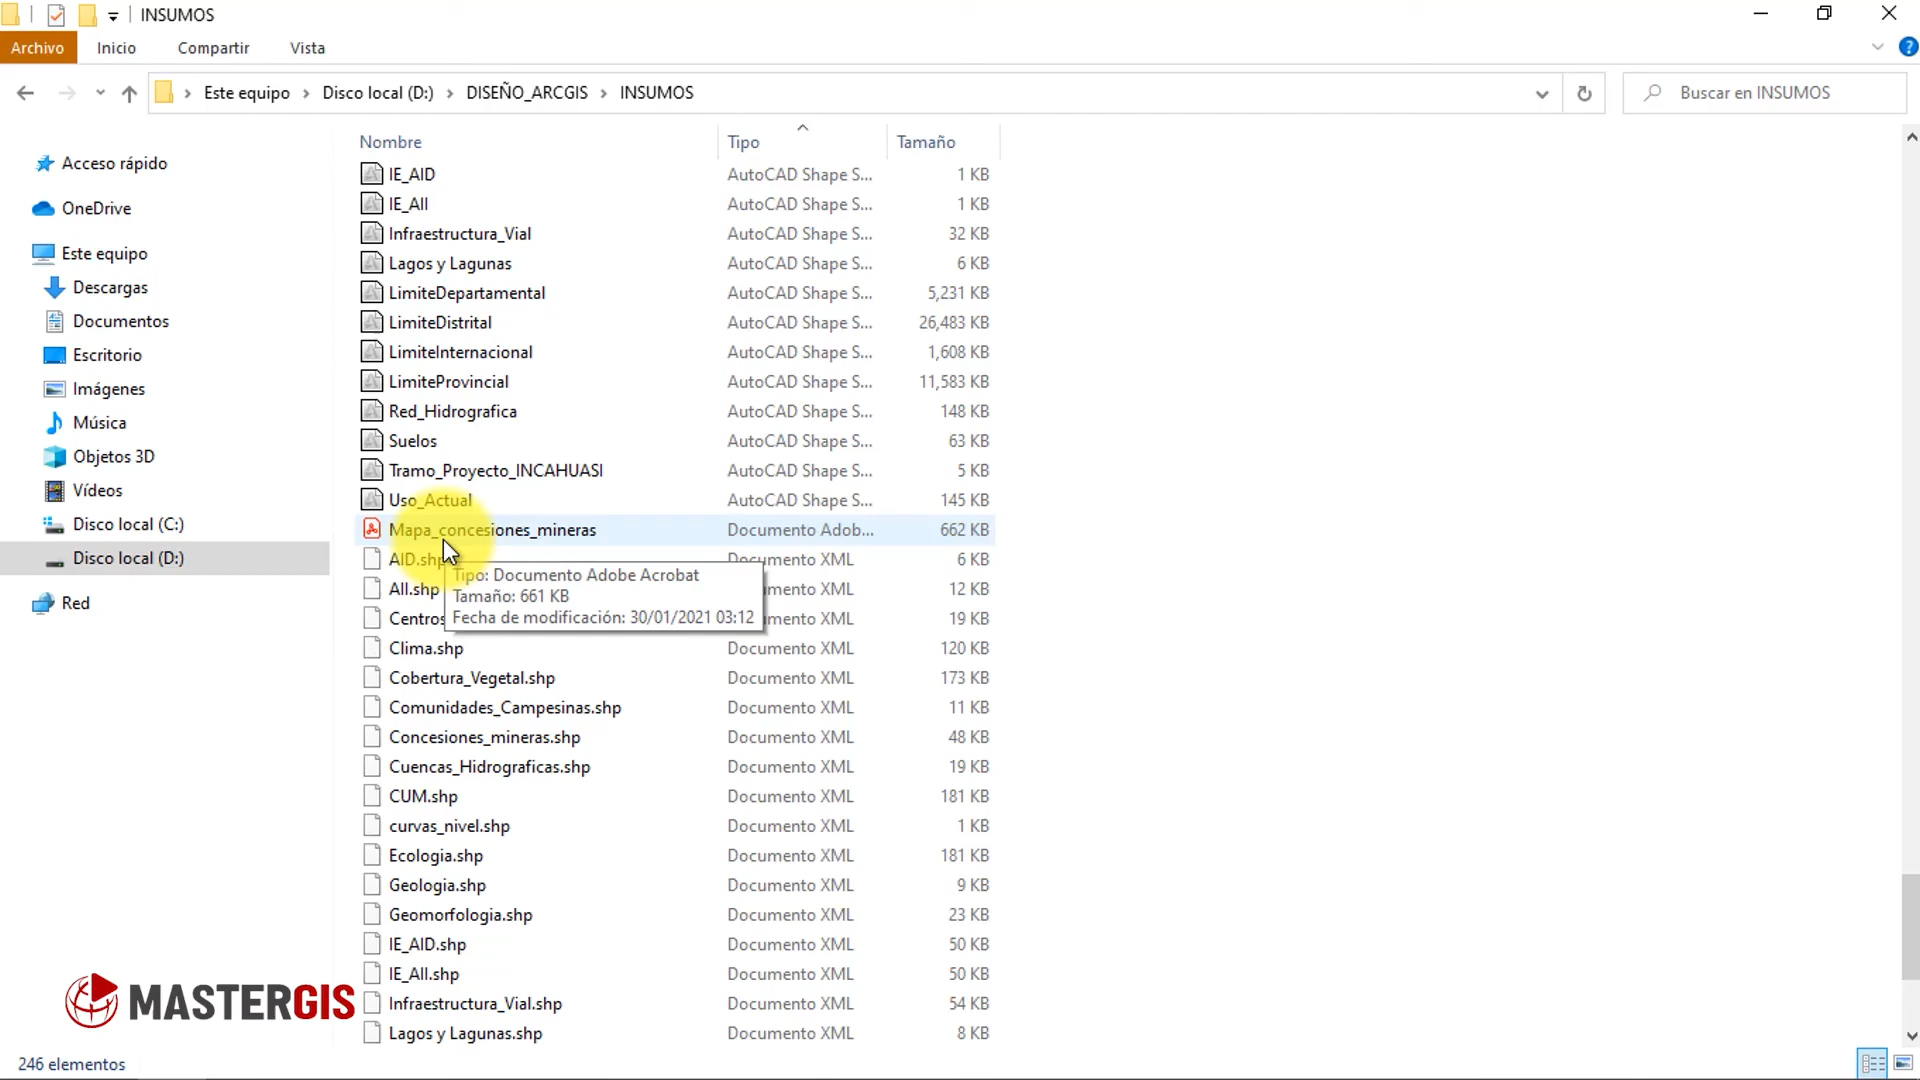 INSUMOS
Archivo Inicio Compartir Vista
Este equipo Disco local (D:) DISEÑO_ARCGIS INSUMOS
Buscar en INSUMOS
Acceso rápido
OneDrive
Este equipo
Descargas
Documentos
Escritorio
Imágenes
Música
Objetos 3D
Vídeos
Disco local (C:)
Disco local (D:)
Red
Nombre Tipo Tamaño
IE_AID AutoCAD Shape S... 1 KB
IE_AII AutoCAD Shape S... 1 KB
Infraestructura_Vial AutoCAD Shape S... 32 KB
Lagos y Lagunas AutoCAD Shape S... 6 KB
LimiteDepartamental AutoCAD Shape S... 5,231 KB
LimiteDistrital AutoCAD Shape S... 26,483 KB
LimiteInternacional AutoCAD Shape S... 1,608 KB
LimiteProvincial AutoCAD Shape S... 11,583 KB
Red_Hidrografica AutoCAD Shape S... 148 KB
Suelos AutoCAD Shape S... 63 KB
Tramo_Proyecto_INCAHUASI AutoCAD Shape S... 5 KB
Uso_Actual AutoCAD Shape S... 145 KB
Mapa_concesiones_mineras Documento Adob... 662 KB
AID.shp Documento XML 6 KB
AII.shp 12 KB
Centros 19 KB
Tipo: Documento Adobe Acrobat
Tamaño: 661 KB
Fecha de modificación: 30/01/2021 03:12
Clima.shp Documento XML 120 KB
Cobertura_Vegetal.shp Documento XML 173 KB
Comunidades_Campesinas.shp Documento XML 11 KB
Concesiones_mineras.shp Documento XML 48 KB
Cuencas_Hidrograficas.shp Documento XML 19 KB
CUM.shp Documento XML 181 KB
curvas_nivel.shp Documento XML 1 KB
Ecologia.shp Documento XML 181 KB
Geologia.shp Documento XML 9 KB
Geomorfologia.shp Documento XML 23 KB
IE_AID.shp Documento XML 50 KB
IE_AII.shp Documento XML 50 KB
Infraestructura_Vial.shp Documento XML 54 KB
Lagos y Lagunas.shp Documento XML 8 KB
MASTERGIS
246 elementos